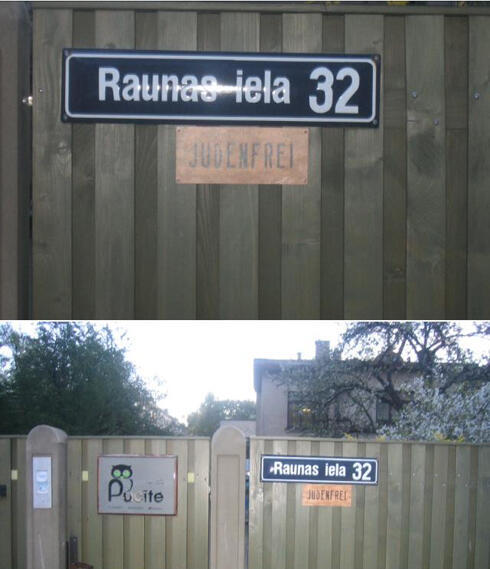 Raunas iela 32
JUDENFREI
Pūcīte
Raunas iela 32
JUDENFREI